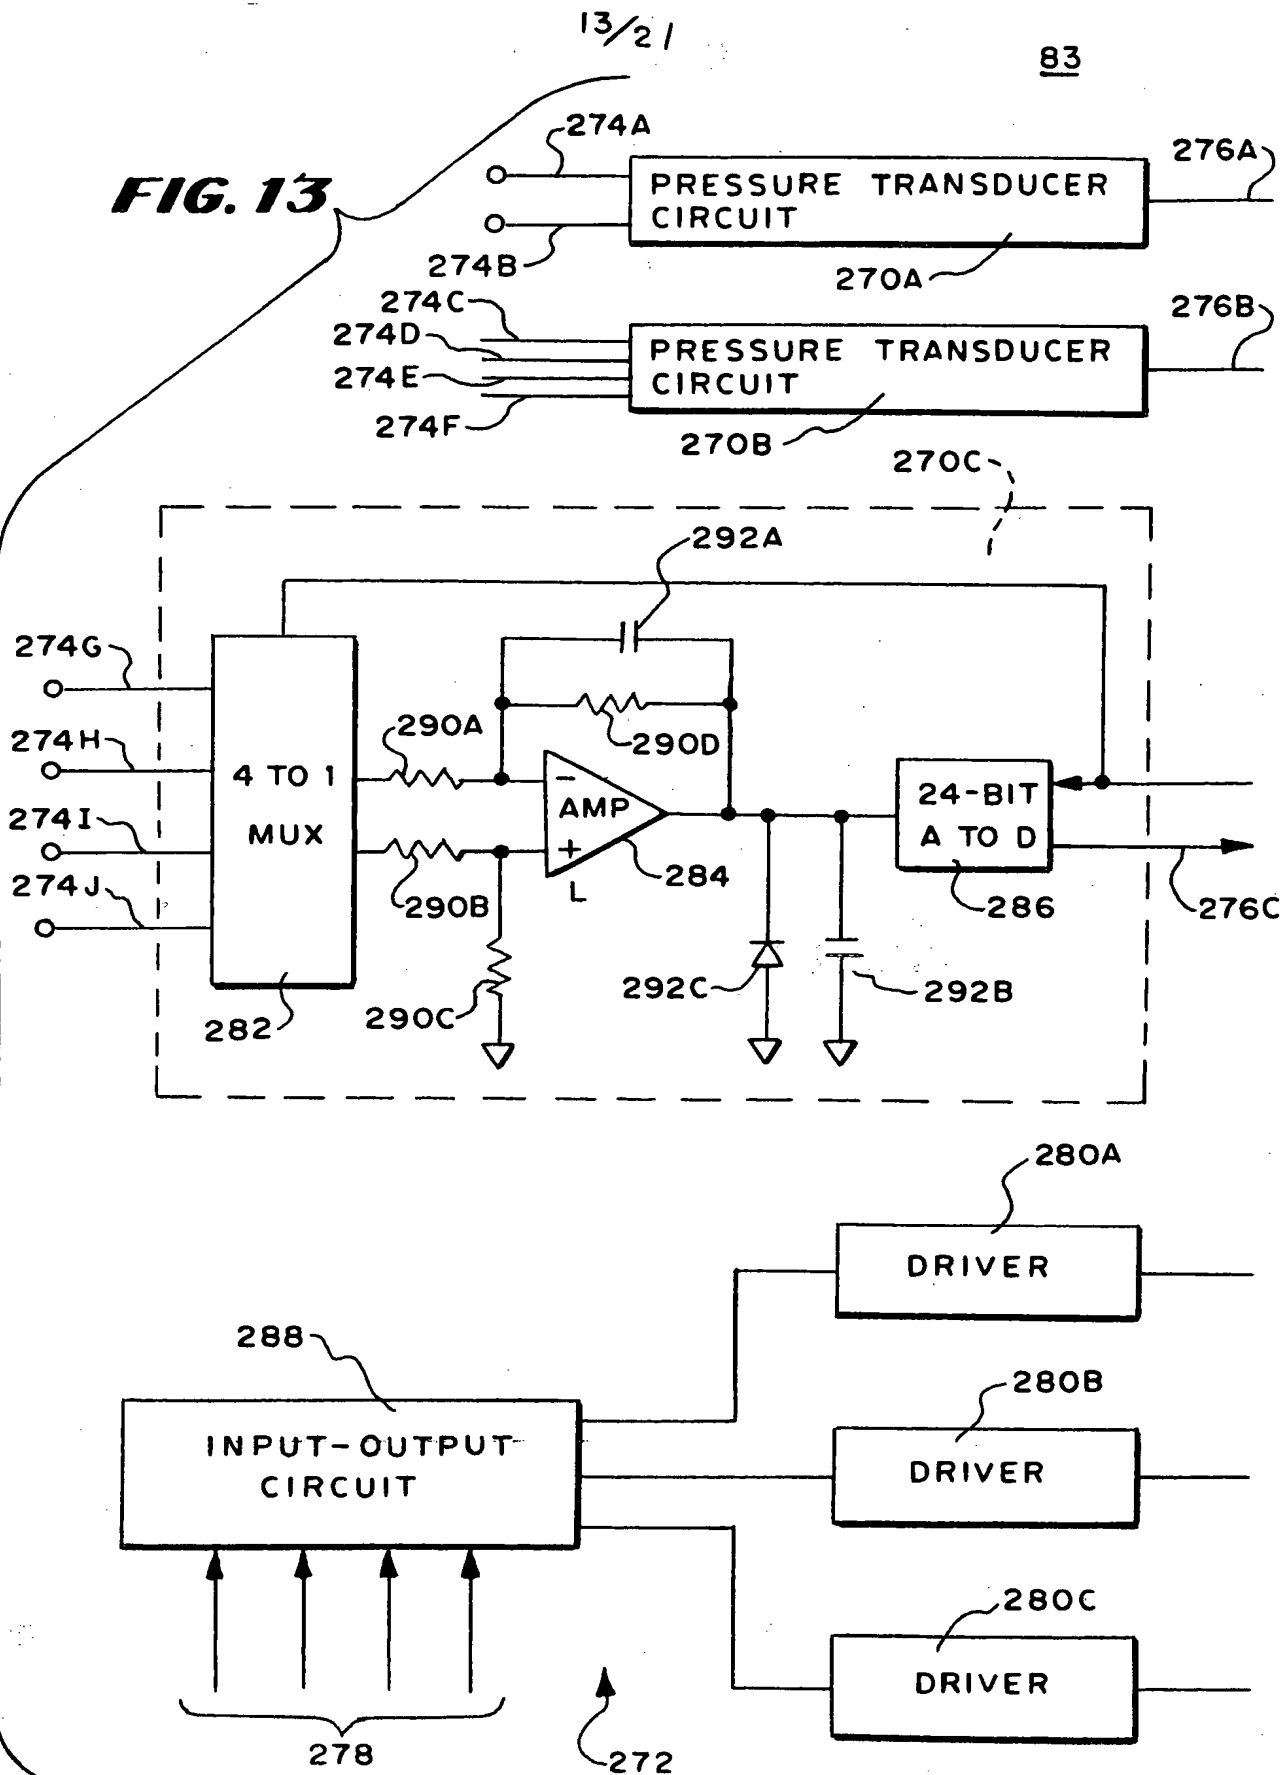 13/21
83
FIG. 13
274A
276A
PRESSURE TRANSDUCER
CIRCUIT
274B
270A
274C
276B
274D
PRESSURE TRANSDUCER
CIRCUIT
274E
274F
270B
270C
292A
274G
290A
290D
274H
4 TO 1
MUX
-
AMP
+
24-BIT
A TO D
274I
284
L
274J
290B
286
276C
292C
292B
290C
282
280A
DRIVER
288
280B
INPUT-OUTPUT
CIRCUIT
DRIVER
280C
DRIVER
278
272